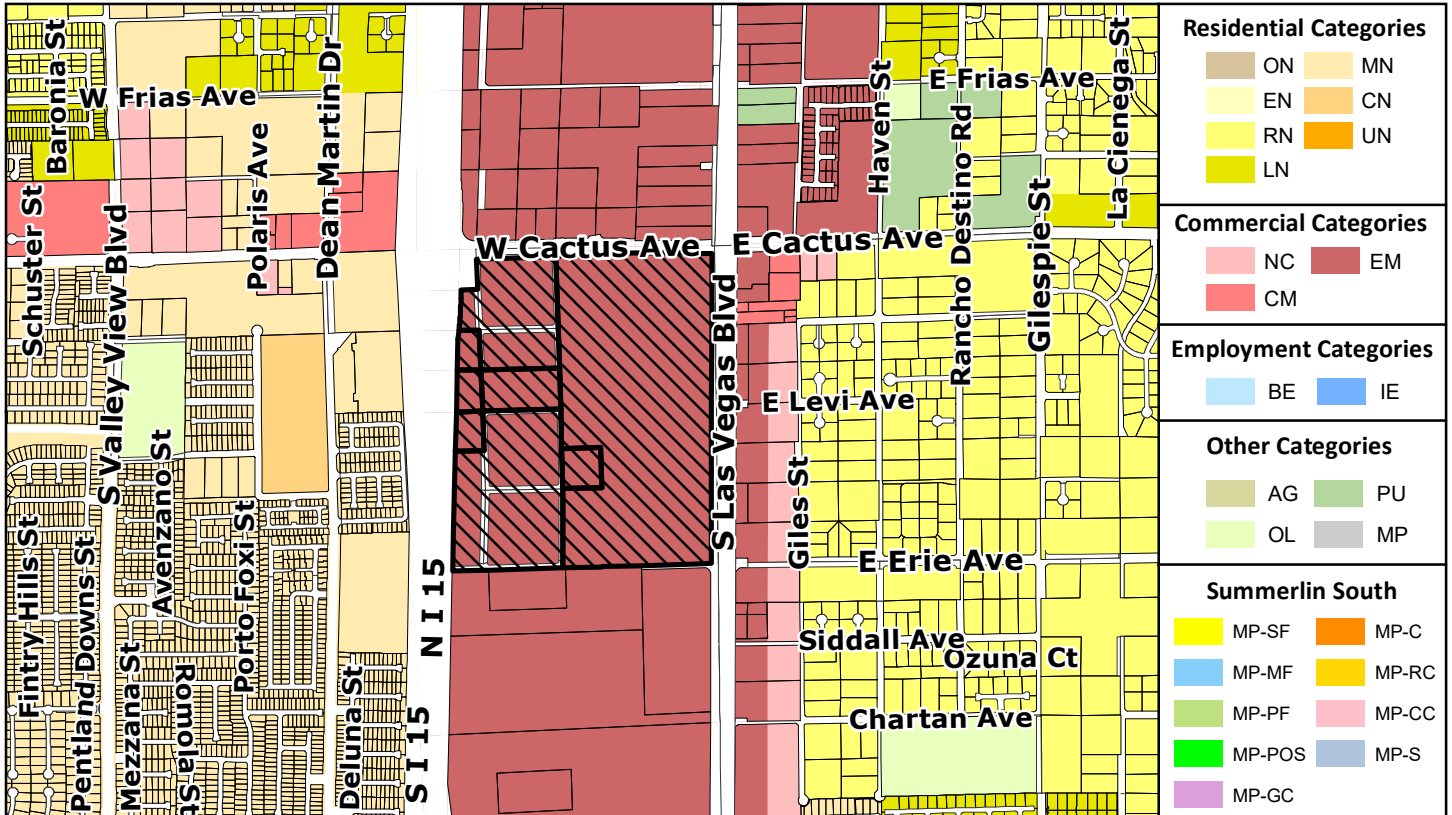 Baronia St
W Frias Ave
Schuster St
S Valley View Blvd
Polaris Ave
Dean Martin Dr
W Cactus Ave
E Cactus Ave
Haven St
E Frias Ave
Rancho Destino Rd
Gilespie St
La Cienega St
S Las Vegas Blvd
E Levi Ave
Giles St
E Erie Ave
Siddall Ave
Ozuna Ct
Chartan Ave
Fintry Hills St
Pentland Downs St
Mezzana St
Avenzano St
Romola St
Porto Foxi St
Deluna St
N I 15
S I 15
Residential Categories
ON MN
EN CN
RN UN
LN
Commercial Categories
NC EM
CM
Employment Categories
BE IE
Other Categories
AG PU
OL MP
Summerlin South
MP-SF MP-C
MP-MF MP-RC
MP-PF MP-CC
MP-POS MP-S
MP-GC